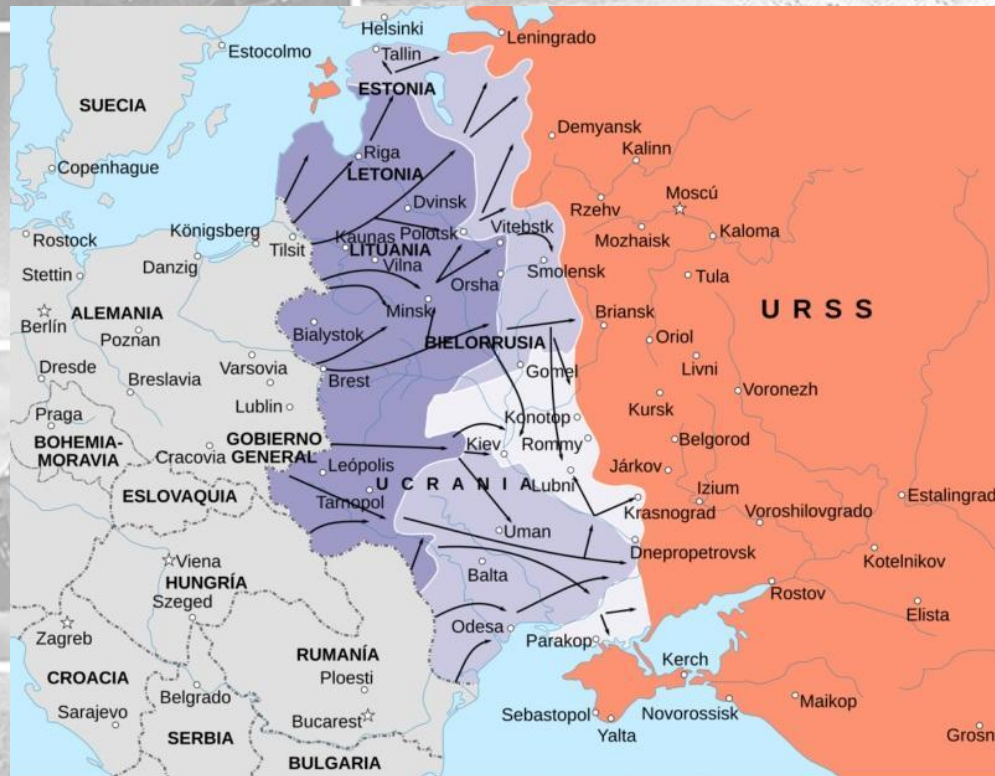 Helsinki
Leningrado
Estocolmo
Tallin
ESTONIA
SUECIA
Demyansk
Kalinn
Riga
LETONIA
Copenhague
Moscú
Rzehv
Dvinsk
Königsberg
Rostock
Tilsit
Kaunas
Polotsk
Vitebstk
Mozhaisk
Kaloma
LITUANIA
Vilna
Danzig
Stettin
Orsha
Smolensk
Tula
ALEMANIA
Berlín
Poznan
Minsk
Bialystok
Briansk
URSS
BIELORRUSIA
Oriol
Dresde
Varsovia
Brest
Gomel
Livni
Breslavia
Voronezh
Lublin
Kursk
Praga
Konotop
BOHEMIA-
MORAVIA
GOBIERNO
GENERAL
Cracovia
Kiev
Rommy
Belgorod
Leópolis
Járkov
UCRANIA
Lubni
ESLOVAQUIA
Tarnopol
Izium
Estalingrad
Krasnograd
Voroshilovgrado
Uman
Viena
Dnepropetrovsk
Kotelnikov
HUNGRÍA
Balta
Szeged
Rostov
Elista
Zagreb
Odesa
Parakop
RUMANÍA
CROACIA
Ploesti
Kerch
Belgrado
Maikop
Sarajevo
Bucarest
Sebastopol
Novorossisk
Yalta
SERBIA
Grosn
BULGARIA